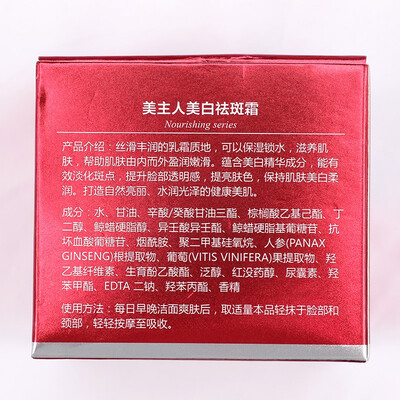 美主人美白祛斑霜
Nourishing series
产品介绍：丝滑丰润的乳霜质地，可以保湿锁水，滋养肌
肤，帮助肌肤由内而外盈润嫩滑。蕴含美白精华成分，能有
效淡化斑点，提升脸部透明感，提亮肤色，保持肌肤美白柔
润。打造自然亮丽、水润光泽的健康美肌。
成分：水、甘油、辛酸/癸酸甘油三酯、棕榈酸乙基己酯、丁
二醇、鲸蜡硬脂醇、异壬酸异壬酯、鲸蜡硬脂基葡糖苷、抗
坏血酸葡糖苷、烟酰胺、聚二甲基硅氧烷、人参(PANAX
GINSENG)根提取物、葡萄(VITIS VINIFERA)果提取物、羟
乙基纤维素、生育酚乙酸酯、泛醇、红没药醇、尿囊素、羟
苯甲酯、EDTA 二钠、羟苯丙酯、香精
使用方法：每日早晚洁面爽肤后，取适量本品轻抹于脸部和
颈部，轻轻按摩至吸收。